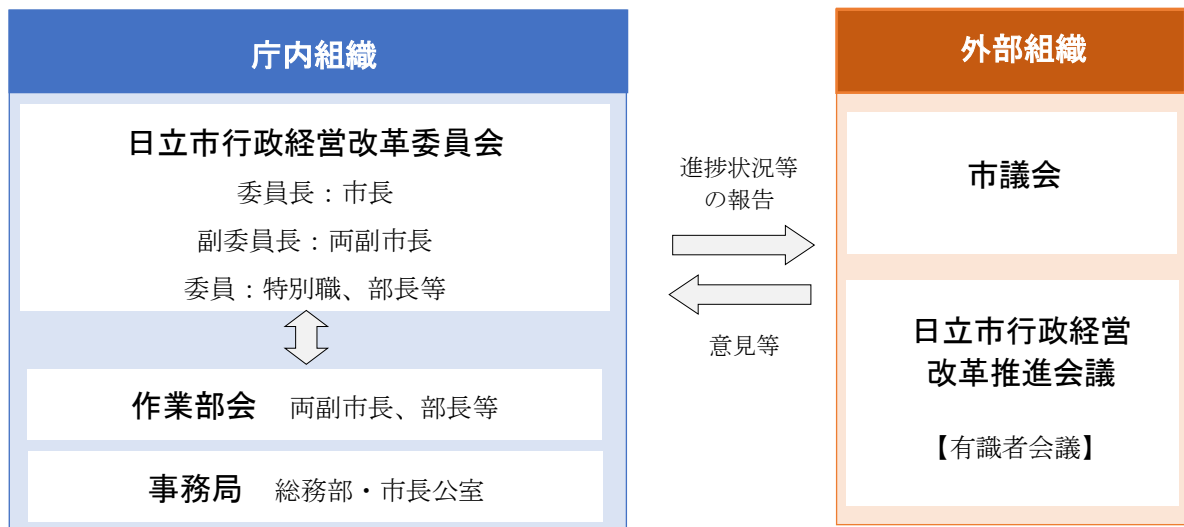 庁内組織
日立市行政経営改革委員会
委員長：市長
副委員長：両副市長
委員：特別職、部長等
作業部会　両副市長、部長等
事務局　総務部・市長公室
進捗状況等
の報告
意見等
外部組織
市議会
日立市行政経営
改革推進会議
【有識者会議】